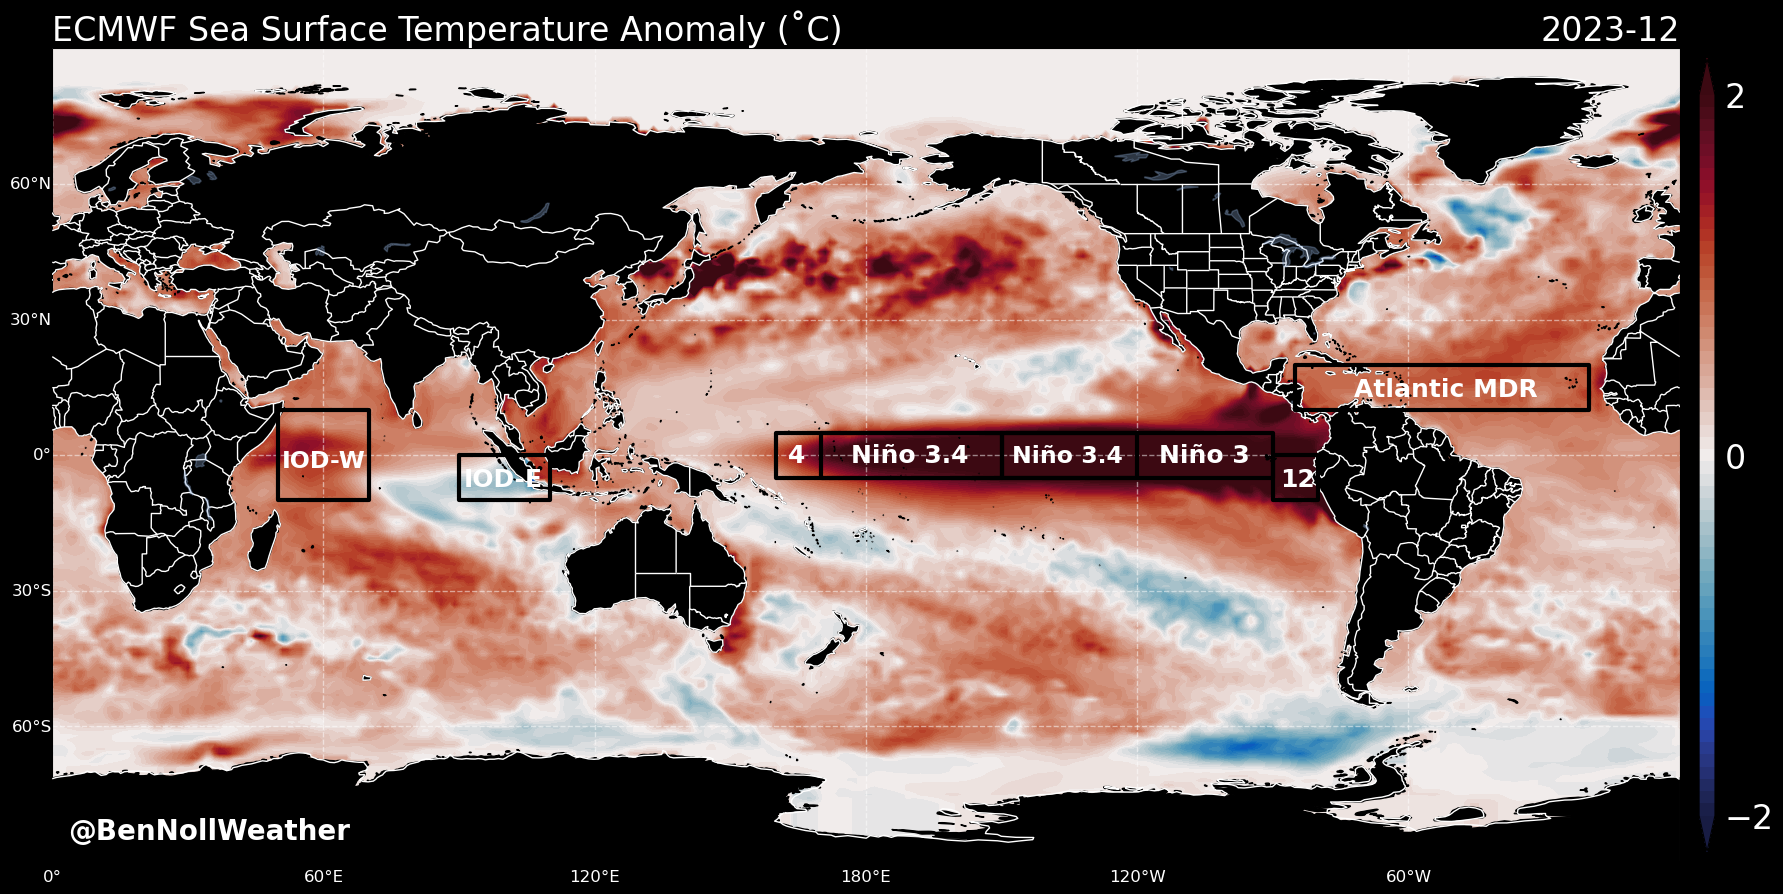 ECMWF Sea Surface Temperature Anomaly (˚C)
2023-12
2
60°N
30°N
Atlantic MDR
0°
IOD-W
IOD-E
4
Niño 3.4
Niño 3.4
Niño 3
12
0
30°S
60°S
−2
@BenNollWeather
0°
60°E
120°E
180°E
120°W
60°W